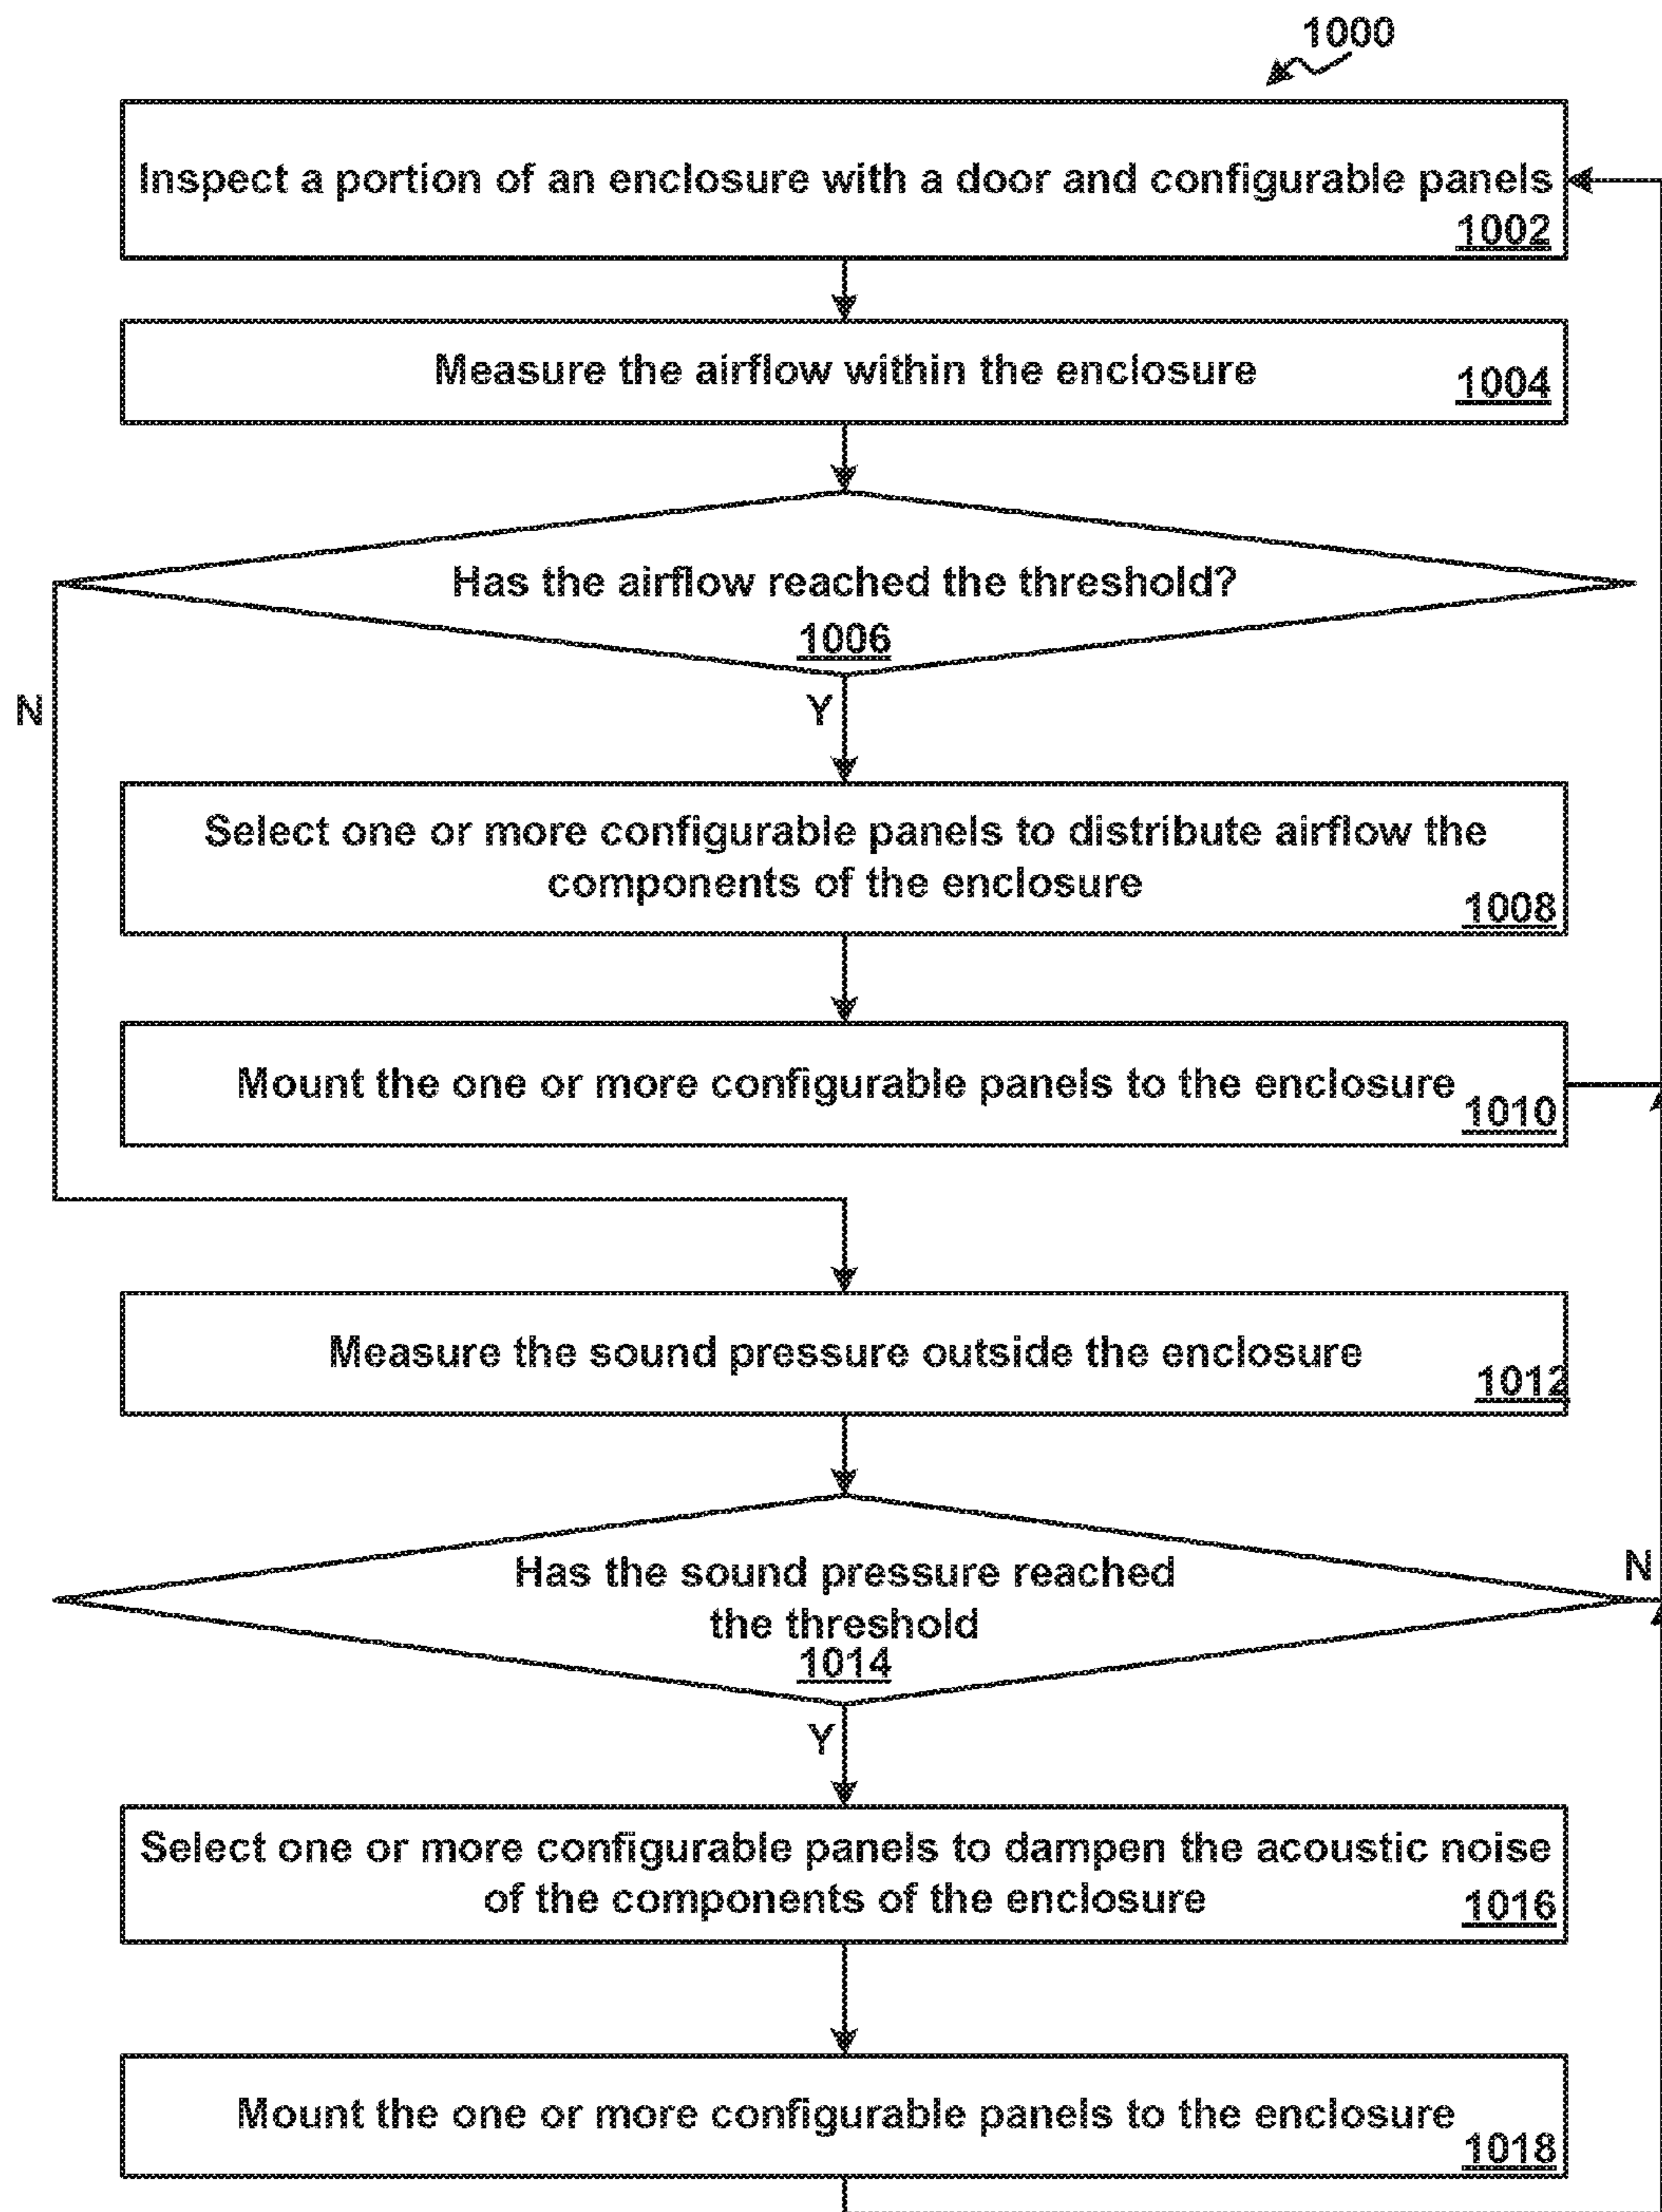 1000
Inspect a portion of an enclosure with a door and configurable panels
1002
Measure the airflow within the enclosure
1004
Has the airflow reached the threshold?
1006
N
Y
Select one or more configurable panels to distribute airflow the
components of the enclosure
1008
Mount the one or more configurable panels to the enclosure
1010
Measure the sound pressure outside the enclosure
1012
Has the sound pressure reached
the threshold
1014
N
Y
Select one or more configurable panels to dampen the acoustic noise
of the components of the enclosure
1016
Mount the one or more configurable panels to the enclosure
1018